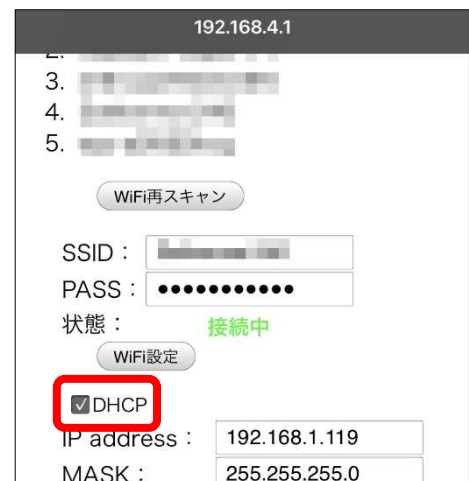 192.168.4.1
3.
4.
5.
WiFi再スキャン
SSID：
PASS： ●●●●●●●●●●●
状態： 接続中
WiFi設定
DHCP
IP address： 192.168.1.119
MASK： 255.255.255.0